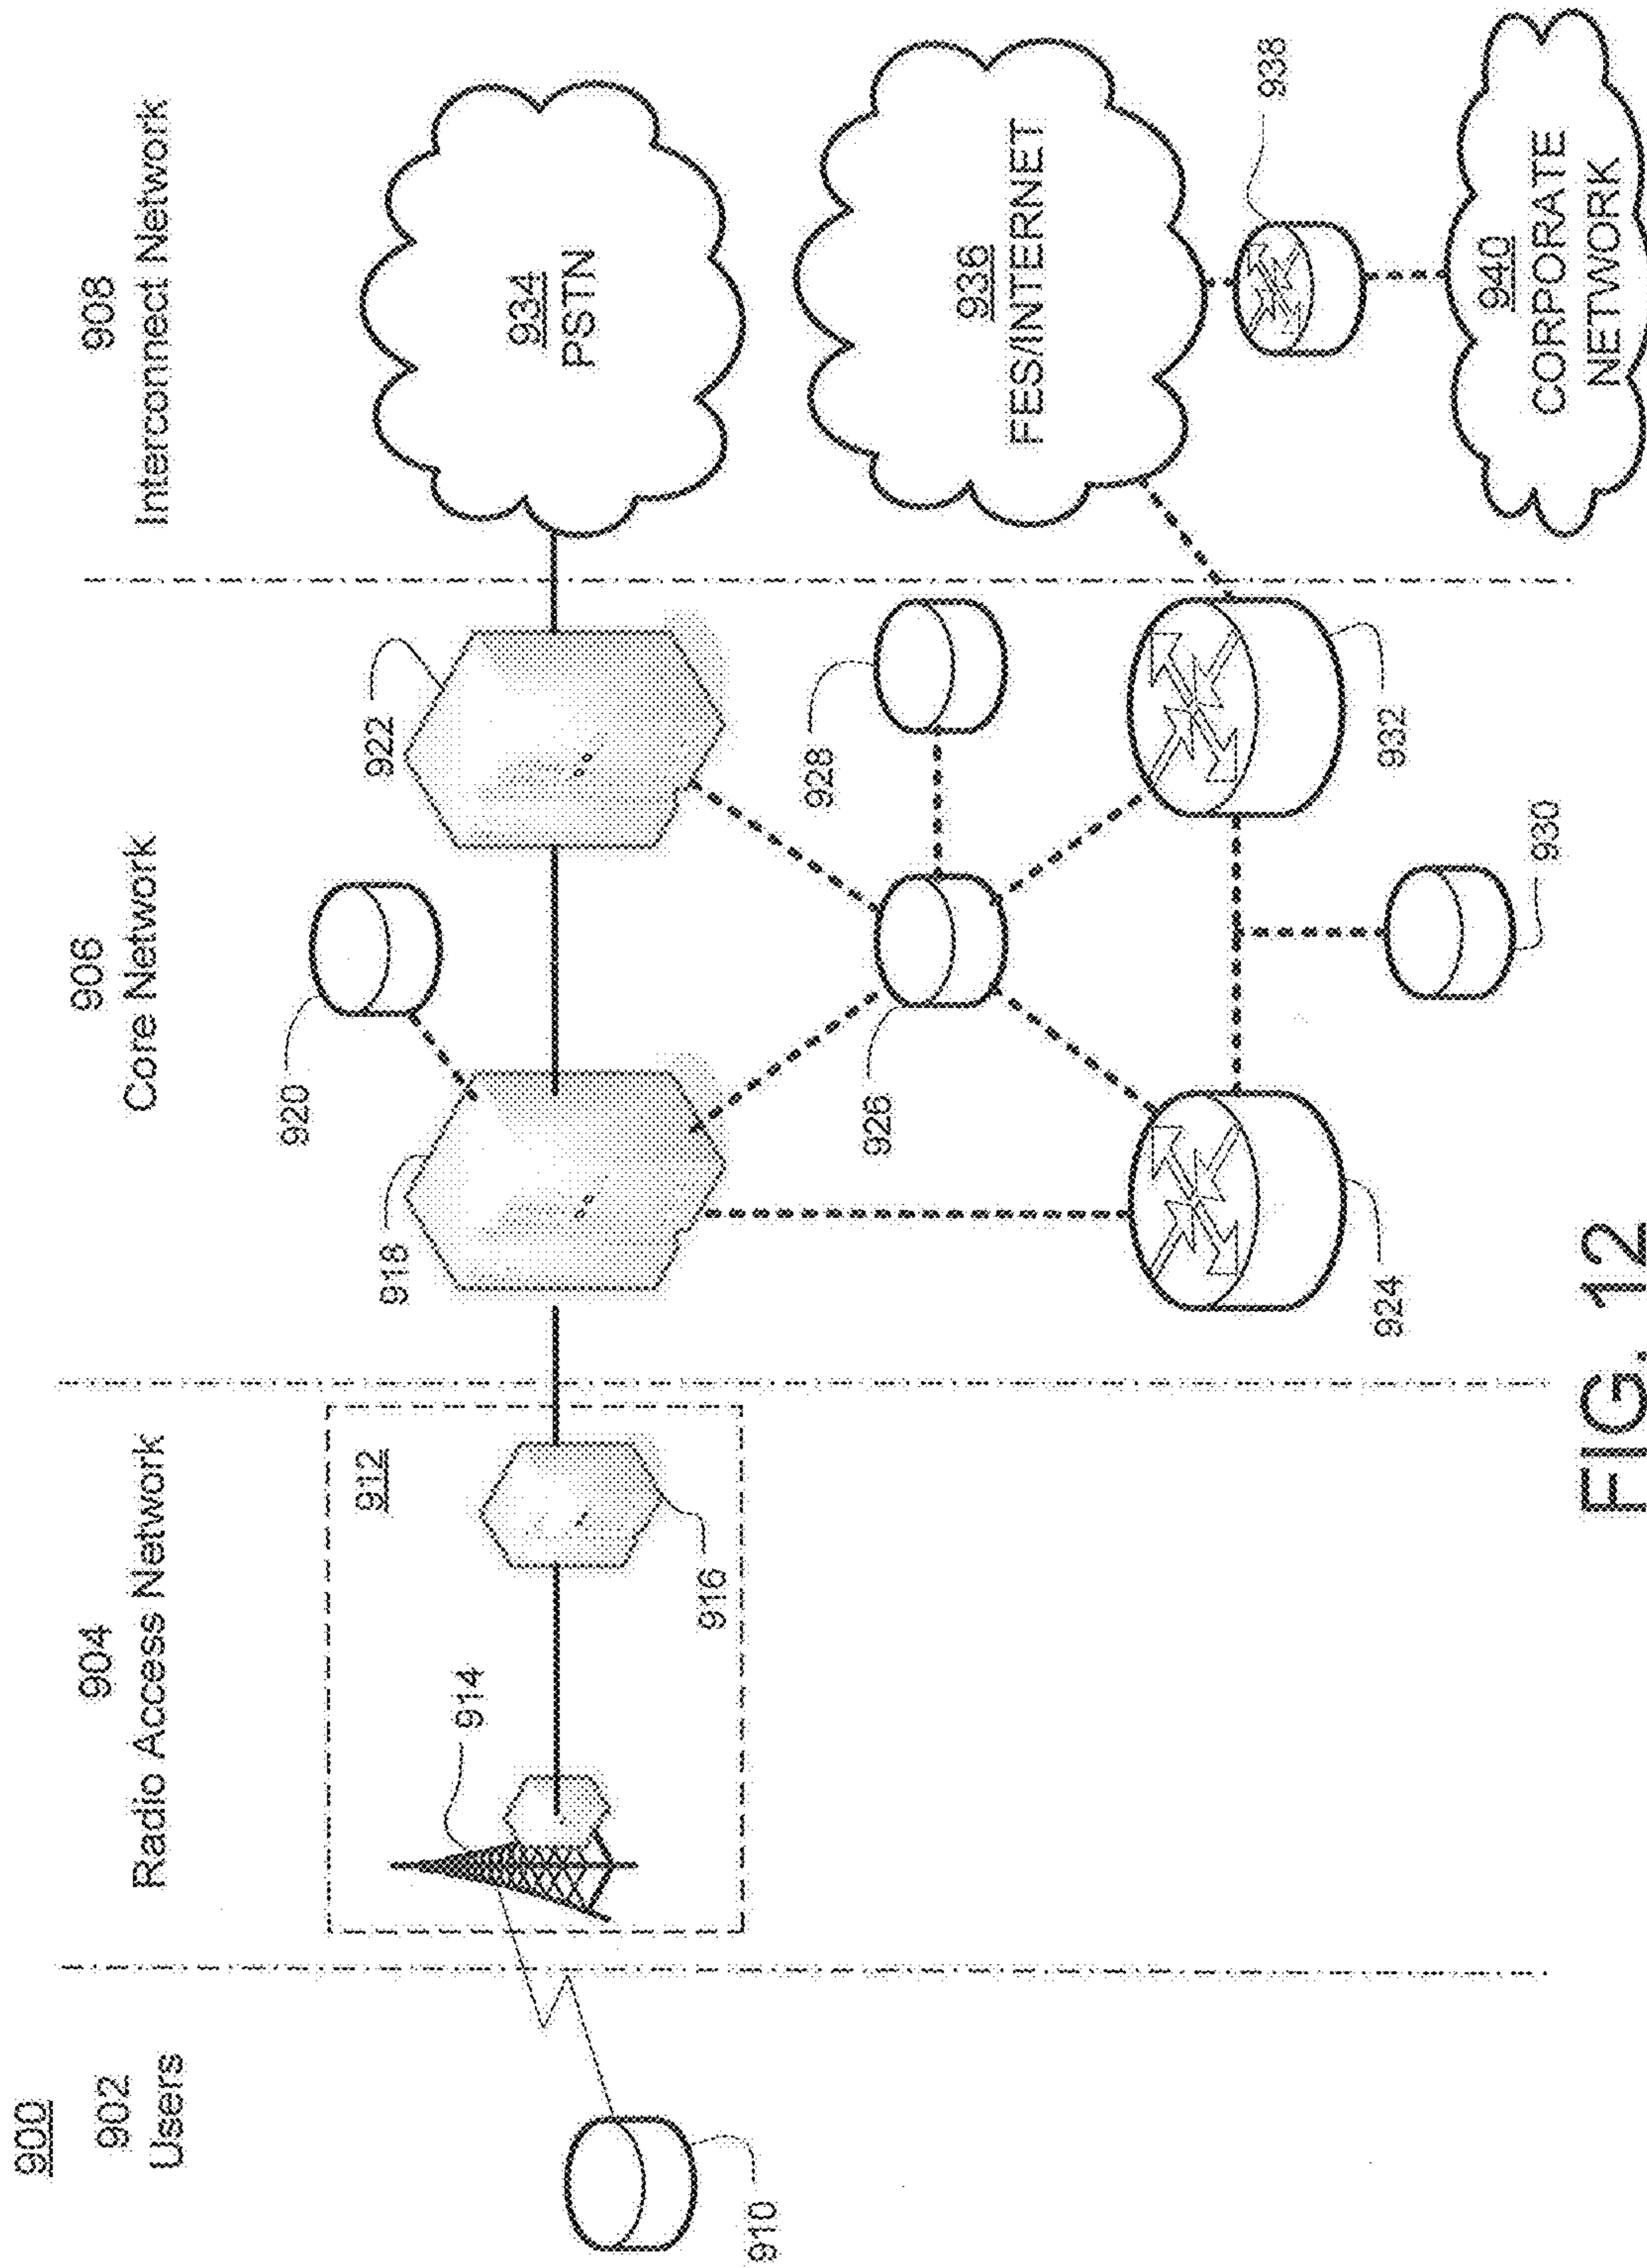 900
902
Users
904
Radio Access Network
906
Core Network
908
Interconnect Network
910
912
914
916
918
920
922
924
926
928
930
932
934
PSTN
936
FES/INTERNET
938
940
CORPORATE
NETWORK
FIG. 12